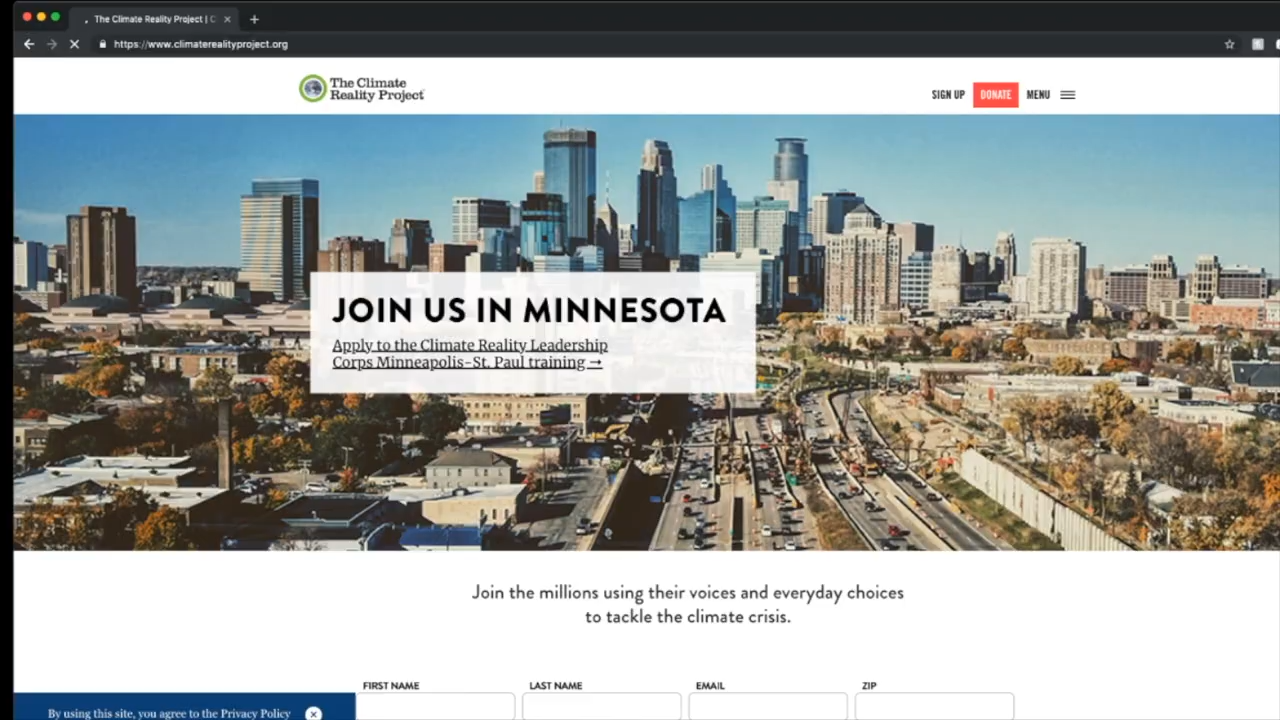 The Climate Reality Project | C
https://www.climaterealityproject.org
The Climate
Reality Project
SIGN UP
DONATE
MENU
JOIN US IN MINNESOTA
Apply to the Climate Reality Leadership
Corps Minneapolis-St. Paul training →
Join the millions using their voices and everyday choices
to tackle the climate crisis.
FIRST NAME
LAST NAME
EMAIL
ZIP
By using this site, you agree to the Privacy Policy